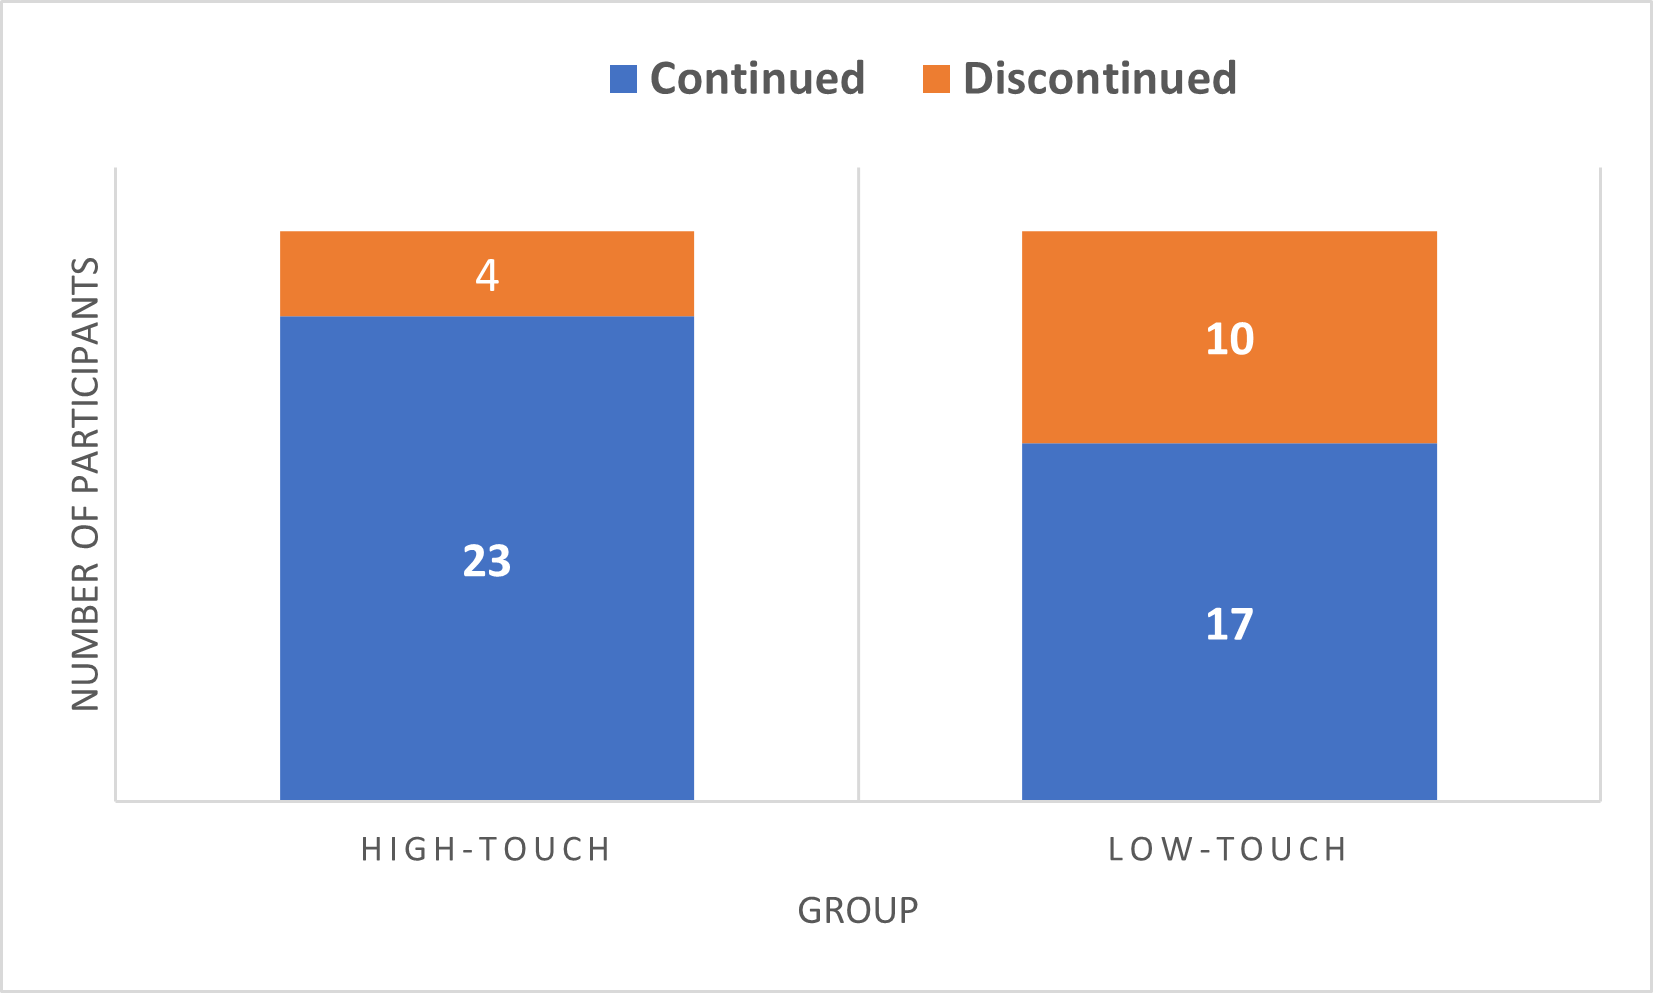 Continued Discontinued
NUMBER OF PARTICIPANTS
4
10
23
17
HIGH-TOUCH LOW-TOUCH
GROUP